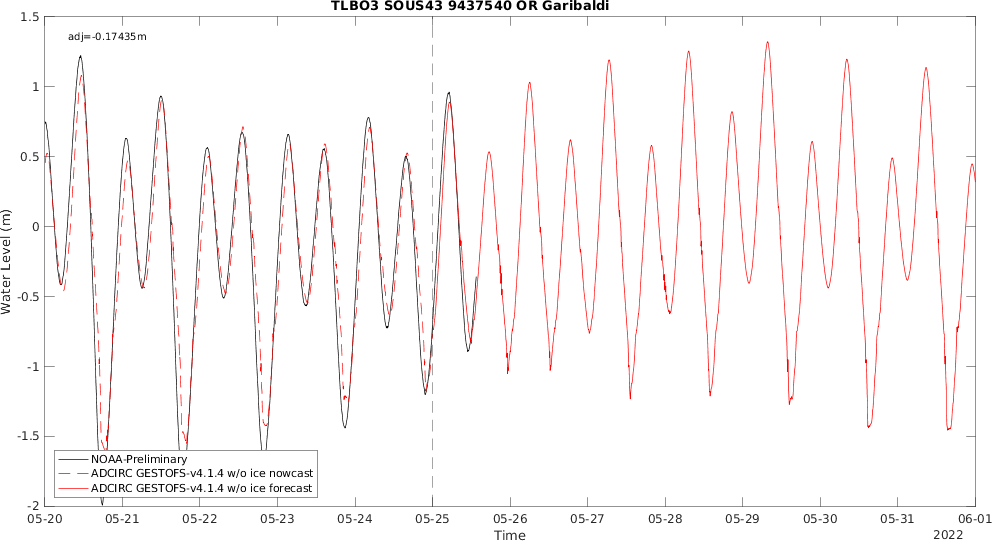 TLBO3 SOUS43 9437540 OR Garibaldi
adj=-0.17435m
1.5
1
0.5
0
-0.5
-1
-1.5
-2
Water Level (m)
NOAA-Preliminary
ADCIRC GESTOFS-v4.1.4 w/o ice nowcast
ADCIRC GESTOFS-v4.1.4 w/o ice forecast
05-20 05-21 05-22 05-23 05-24 05-25 05-26 05-27 05-28 05-29 05-30 05-31 06-01
Time
2022